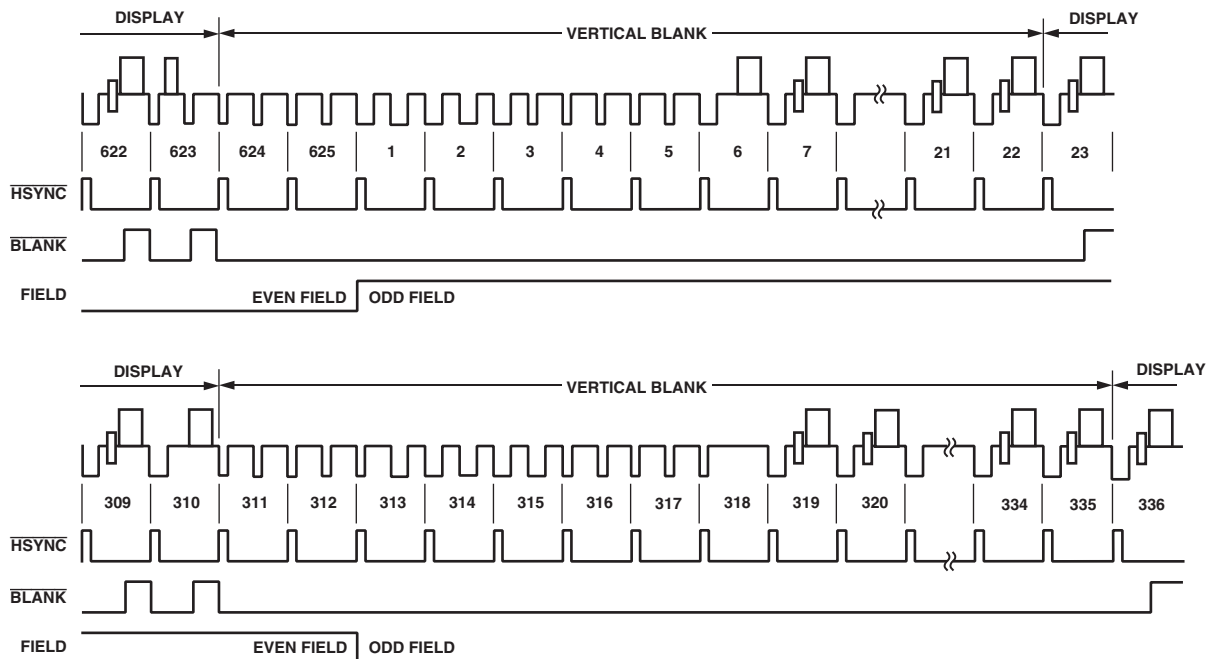 DISPLAY VERTICAL BLANK DISPLAY
622 623 624 625 1 2 3 4 5 6 7 21 22 23
HSYNC
BLANK
FIELD EVEN FIELD ODD FIELD
DISPLAY VERTICAL BLANK DISPLAY
309 310 311 312 313 314 315 316 317 318 319 320 334 335 336
HSYNC
BLANK
FIELD EVEN FIELD ODD FIELD